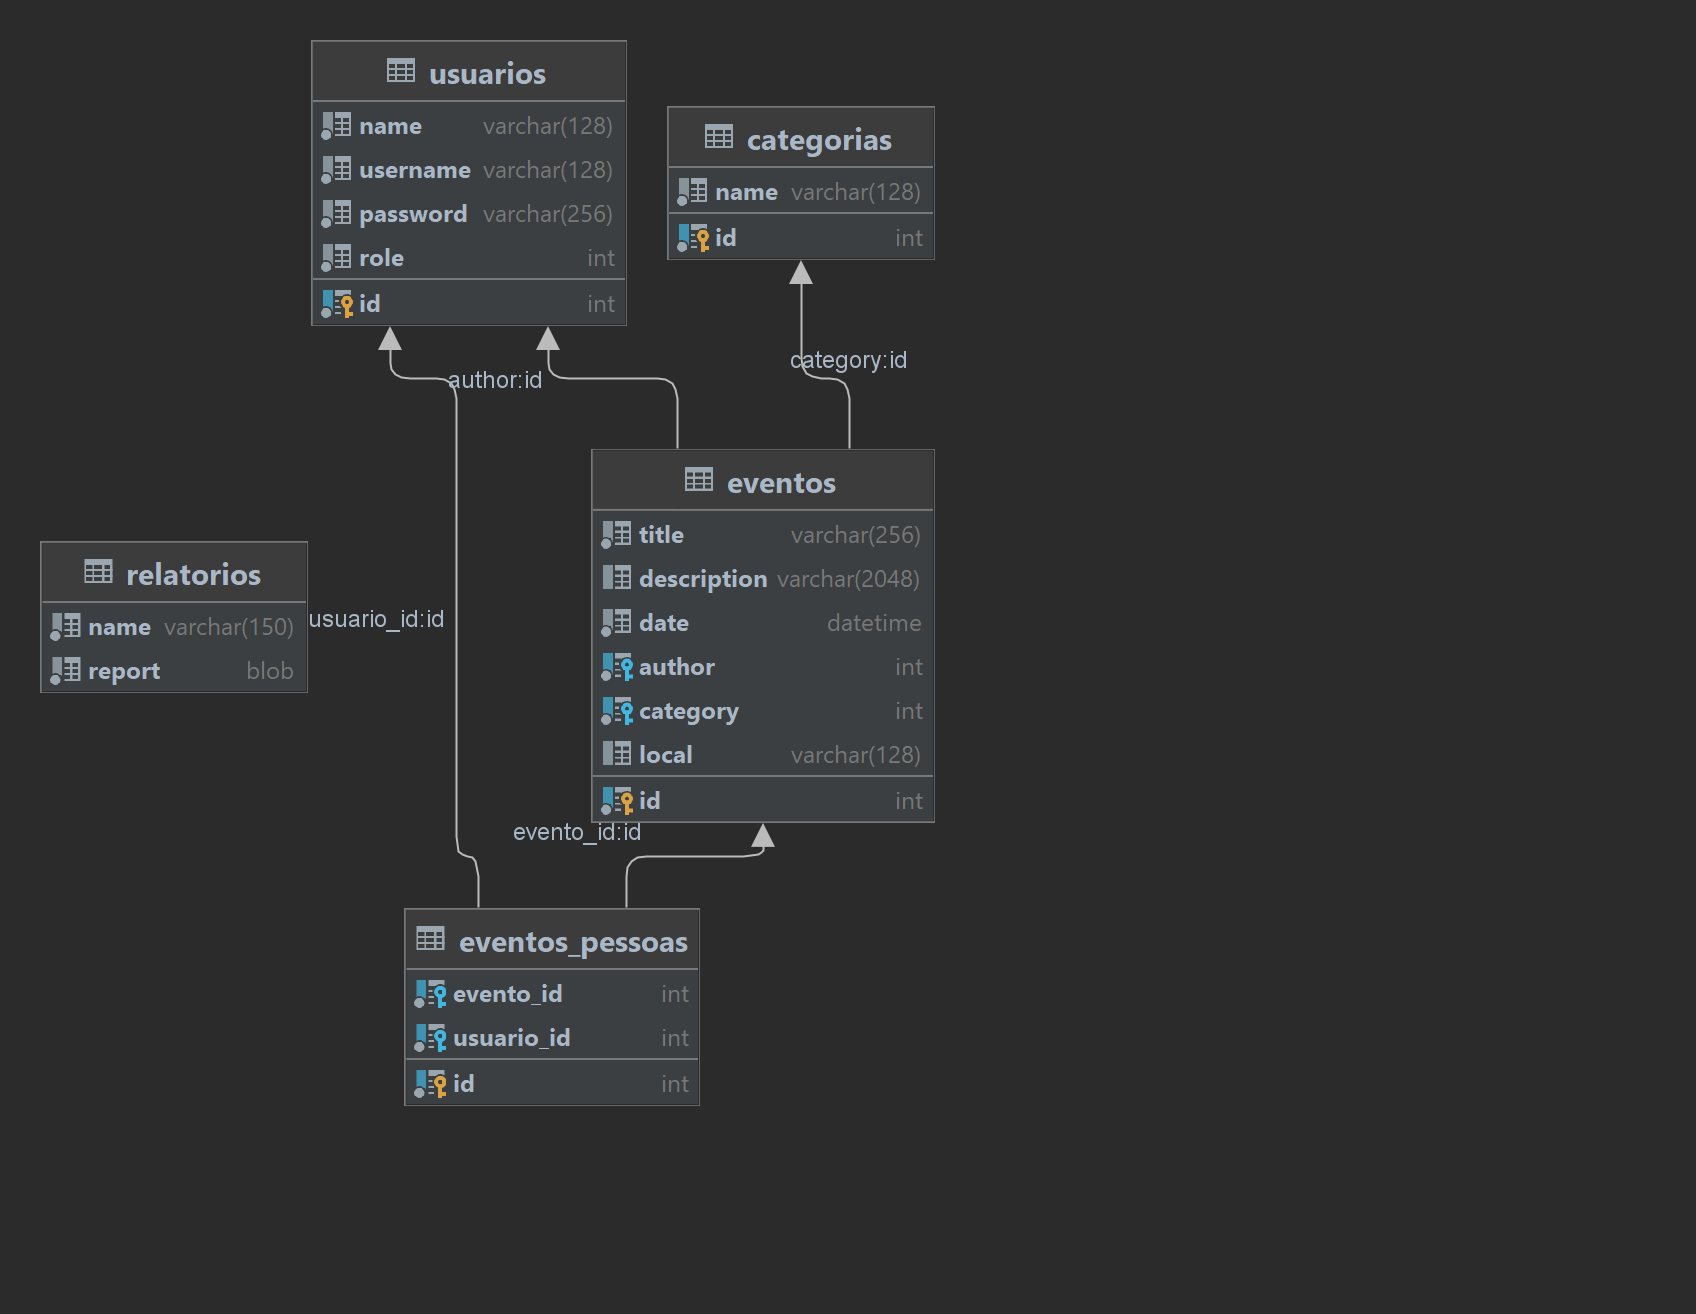 usuarios
name varchar(128)
username varchar(128)
password varchar(256)
role int
id int
categorias
name varchar(128)
id int
author:id
category:id
eventos
title varchar(256)
description varchar(2048)
date datetime
author int
category int
local varchar(128)
id int
relatorios
name varchar(150)
report blob
usuario_id:id
evento_id:id
eventos_pessoas
evento_id int
usuario_id int
id int